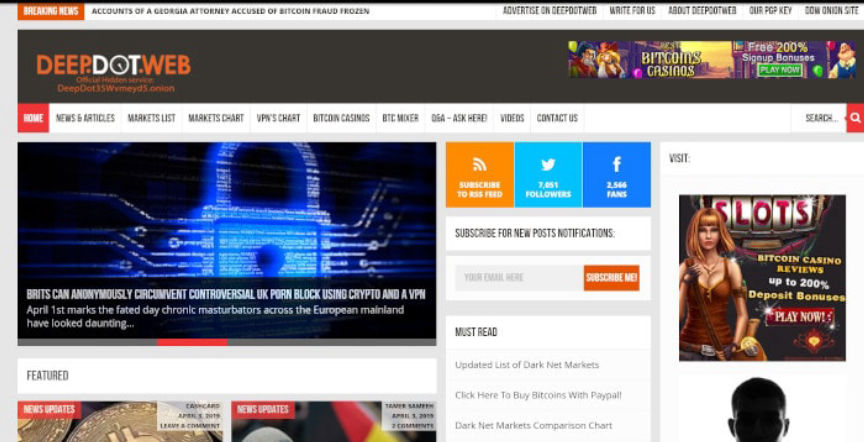 BREAKING NEWS ACCOUNTS OF A GEORGIA ATTORNEY ACCUSED OF BITCOIN FRAUD FROZEN
ADVERTISE ON DEEPDOTWEB WRITE FOR US ABOUT DEEPDOTWEB OUR PGP KEY DDW ONION SITE
DEEP.DOT.WEB
Official Hidden service:
DeepDot35Wvmeyd5.onion
BITCOINS CASINOS
Free 200%
Signup Bonuses
PLAY NOW!
HOME NEWS & ARTICLES MARKETS LIST MARKETS CHART VPN'S CHART BITCOIN CASINOS BTC MIXER Q&A – ASK HERE! VIDEOS CONTACT US SEARCH...
BRITS CAN ANONYMOUSLY CIRCUMVENT CONTROVERSIAL UK PORN BLOCK USING CRYPTO AND A VPN
April 1st marks the fated day chronic masturbators across the European mainland
have looked daunting...
SUBSCRIBE
TO RSS FEED
7,051
FOLLOWERS
2,566
FANS
SUBSCRIBE FOR NEW POSTS NOTIFICATIONS:
YOUR EMAIL HERE SUBSCRIBE ME!
MUST READ
Updated List of Dark Net Markets
Click Here To Buy Bitcoins With Paypal!
Dark Net Markets Comparison Chart
VISIT:
SLOTS
BITCOIN CASINO
REVIEWS
up to 200%
Deposit Bonuses
PLAY NOW!
FEATURED
NEWS UPDATES
CASHCARD
APRIL 3, 2019
LEAVE A COMMENT
NEWS UPDATES
TAMER SAMEEH
APRIL 3, 2019
2 COMMENTS